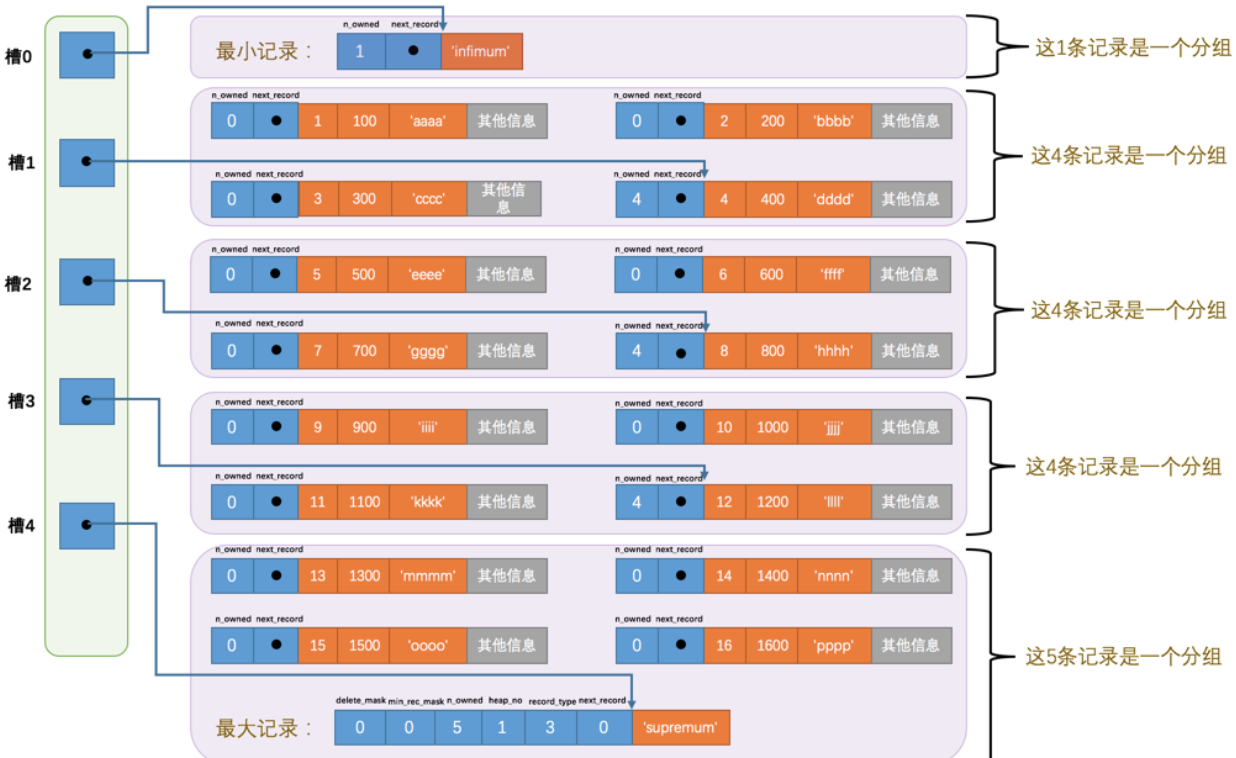 n_owned next_record
槽0 最小记录： 1 'infimum' 这1条记录是一个分组
n_owned next_record n_owned next_record
0 1 100 'aaaa' 其他信息 0 2 200 'bbbb' 其他信息
槽1 这4条记录是一个分组
n_owned next_record n_owned next_record
0 3 300 'cccc' 其他信息 4 4 400 'dddd' 其他信息
n_owned next_record n_owned next_record
0 5 500 'eeee' 其他信息 0 6 600 'ffff' 其他信息
槽2 这4条记录是一个分组
n_owned next_record n_owned next_record
0 7 700 'gggg' 其他信息 4 8 800 'hhhh' 其他信息
槽3
n_owned next_record n_owned next_record
0 9 900 'iiii' 其他信息 0 10 1000 'jjjj' 其他信息
这4条记录是一个分组
n_owned next_record n_owned next_record
0 11 1100 'kkkk' 其他信息 4 12 1200 'llll' 其他信息
槽4
n_owned next_record n_owned next_record
0 13 1300 'mmmm' 其他信息 0 14 1400 'nnnn' 其他信息
n_owned next_record n_owned next_record
0 15 1500 'oooo' 其他信息 0 16 1600 'pppp' 其他信息
这5条记录是一个分组
delete_mask min_rec_mask n_owned heap_no record_type next_record
最大记录： 0 0 5 1 3 0 'supremum'